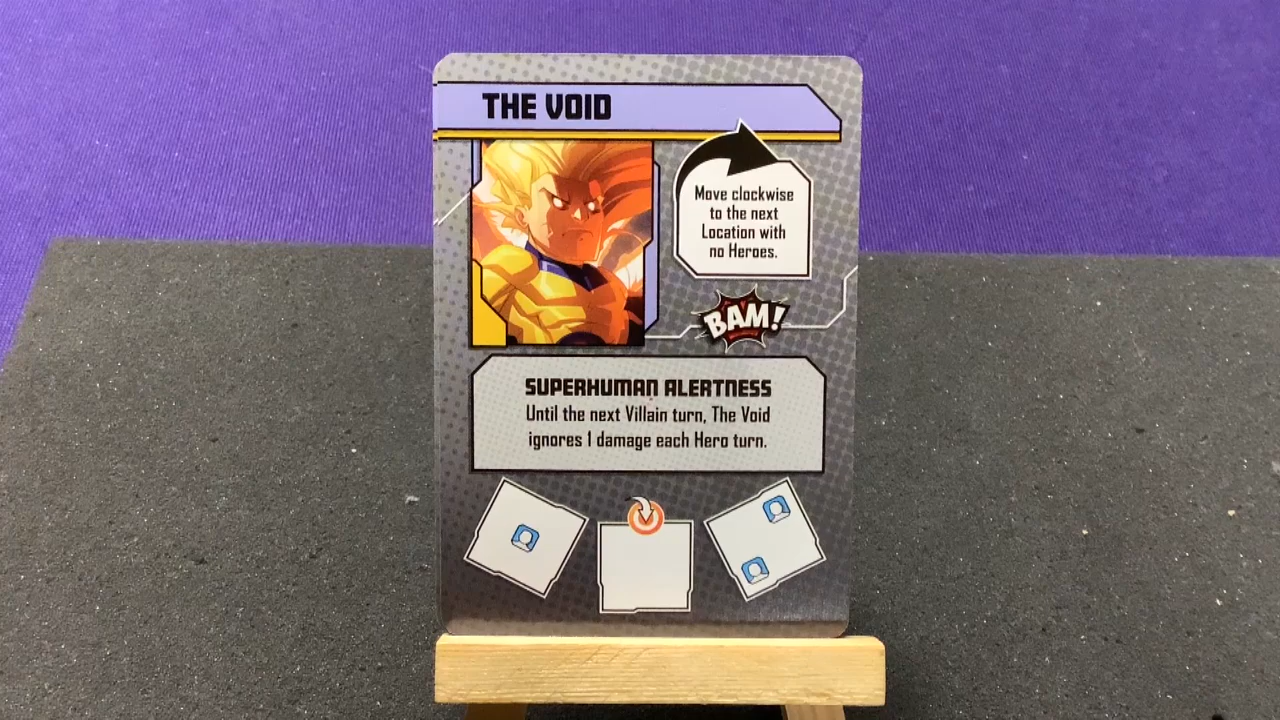 THE VOID
Move clockwise
to the next
Location with
no Heroes.
BAM!
SUPERHUMAN ALERTNESS
Until the next Villain turn, The Void
ignores 1 damage each Hero turn.